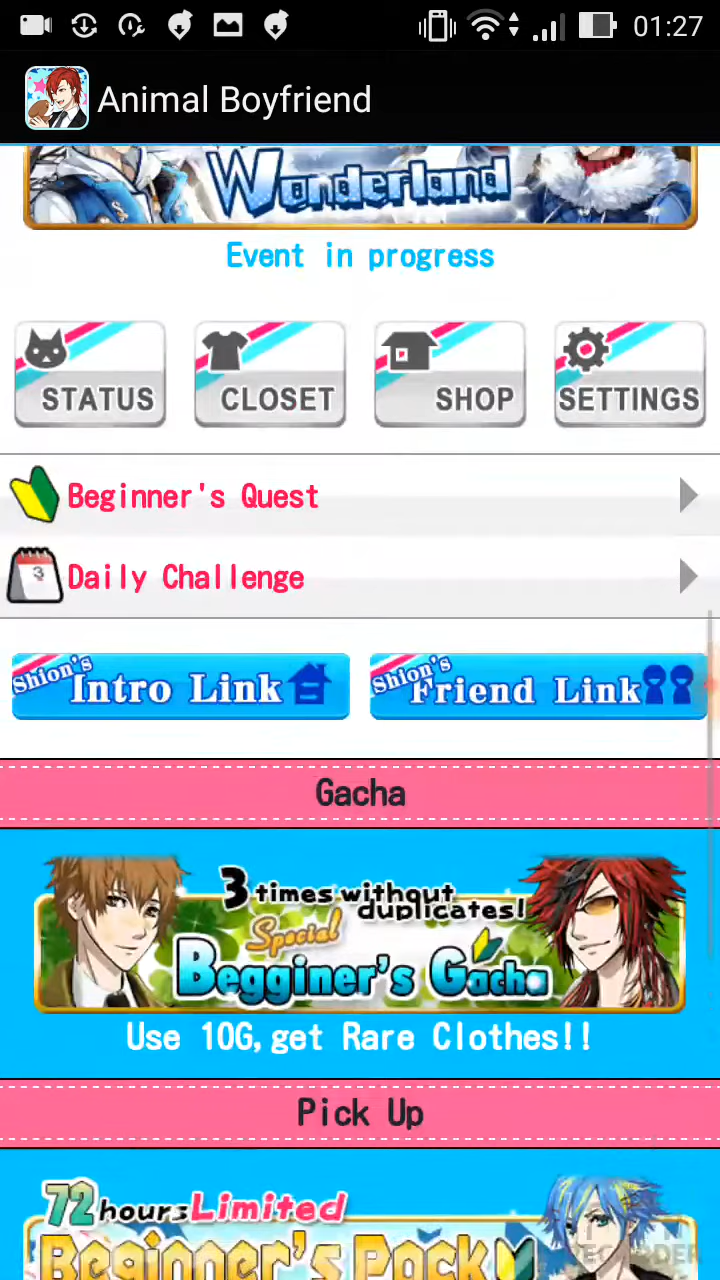 01:27
Animal Boyfriend
Wonderland
Event in progress
STATUS
CLOSET
SHOP
SETTINGS
Beginner's Quest
3
Daily Challenge
Shion's Intro Link
Shion's Friend Link
Gacha
3 times without duplicates!
Special
Begginer's Gacha
Use 10G,get Rare Clothes!!
Pick Up
72 hours Limited
Beginner's Pack